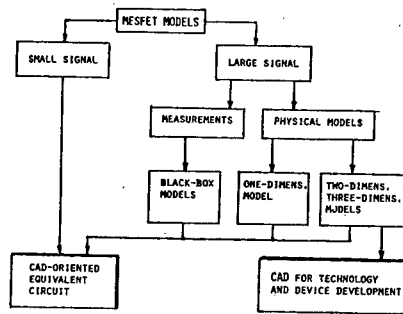 MESFET MODELS
SMALL SIGNAL
LARGE SIGNAL
MEASUREMENTS
PHYSICAL MODELS
BLACK-BOX
MODELS
ONE-DIMENS.
MODEL
TWO-DIMENS.
THREE-DIMENS.
MJDELS
CAD-ORIENTED
EQUIVALENT
CIRCUIT
CAD FOR TECHNOLOGY
AND DEVICE DEVELOPMENT